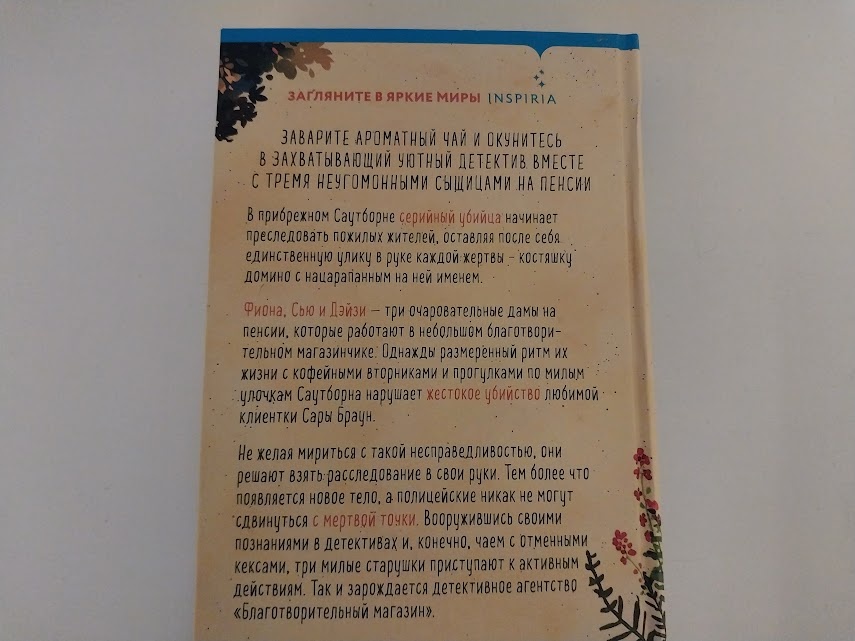 ЗАГЛЯНИТЕ В ЯРКИЕ МИРЫ INSPIRIA
ЗАВАРИТЕ АРОМАТНЫЙ ЧАЙ И ОКУНИТЕСЬ
В ЗАХВАТЫВАЮЩИЙ УЮТНЫЙ ДЕТЕКТИВ ВМЕСТЕ
С ТРЕМЯ НЕУГОМОННЫМИ СЫЩИЦАМИ НА ПЕНСИИ
В прибрежном Саутборне серийный убийца начинает
преследовать пожилых жителей, оставляя после себя
единственную улику в руке каждой жертвы – костяшку
домино с нацарапанным на ней именем.
Фиона, Сью и Дэйзи – три очаровательные дамы на
пенсии, которые работают в небольшом благотвори-
тельном магазинчике. Однажды размеренный ритм их
жизни с кофейными вторниками и прогулками по милым
улочкам Саутборна нарушает жестокое убийство любимой
клиентки Сары Браун.
Не желая мириться с такой несправедливостью, они
решают взять расследование в свои руки. Тем более что
появляется новое тело, а полицейские никак не могут
сдвинуться с мертвой точки. Вооружившись своими
познаниями в детективах и, конечно, чаем с отменными
кексами, три милые старушки приступают к активным
действиям. Так и зарождается детективное агентство
«Благотворительный магазин».